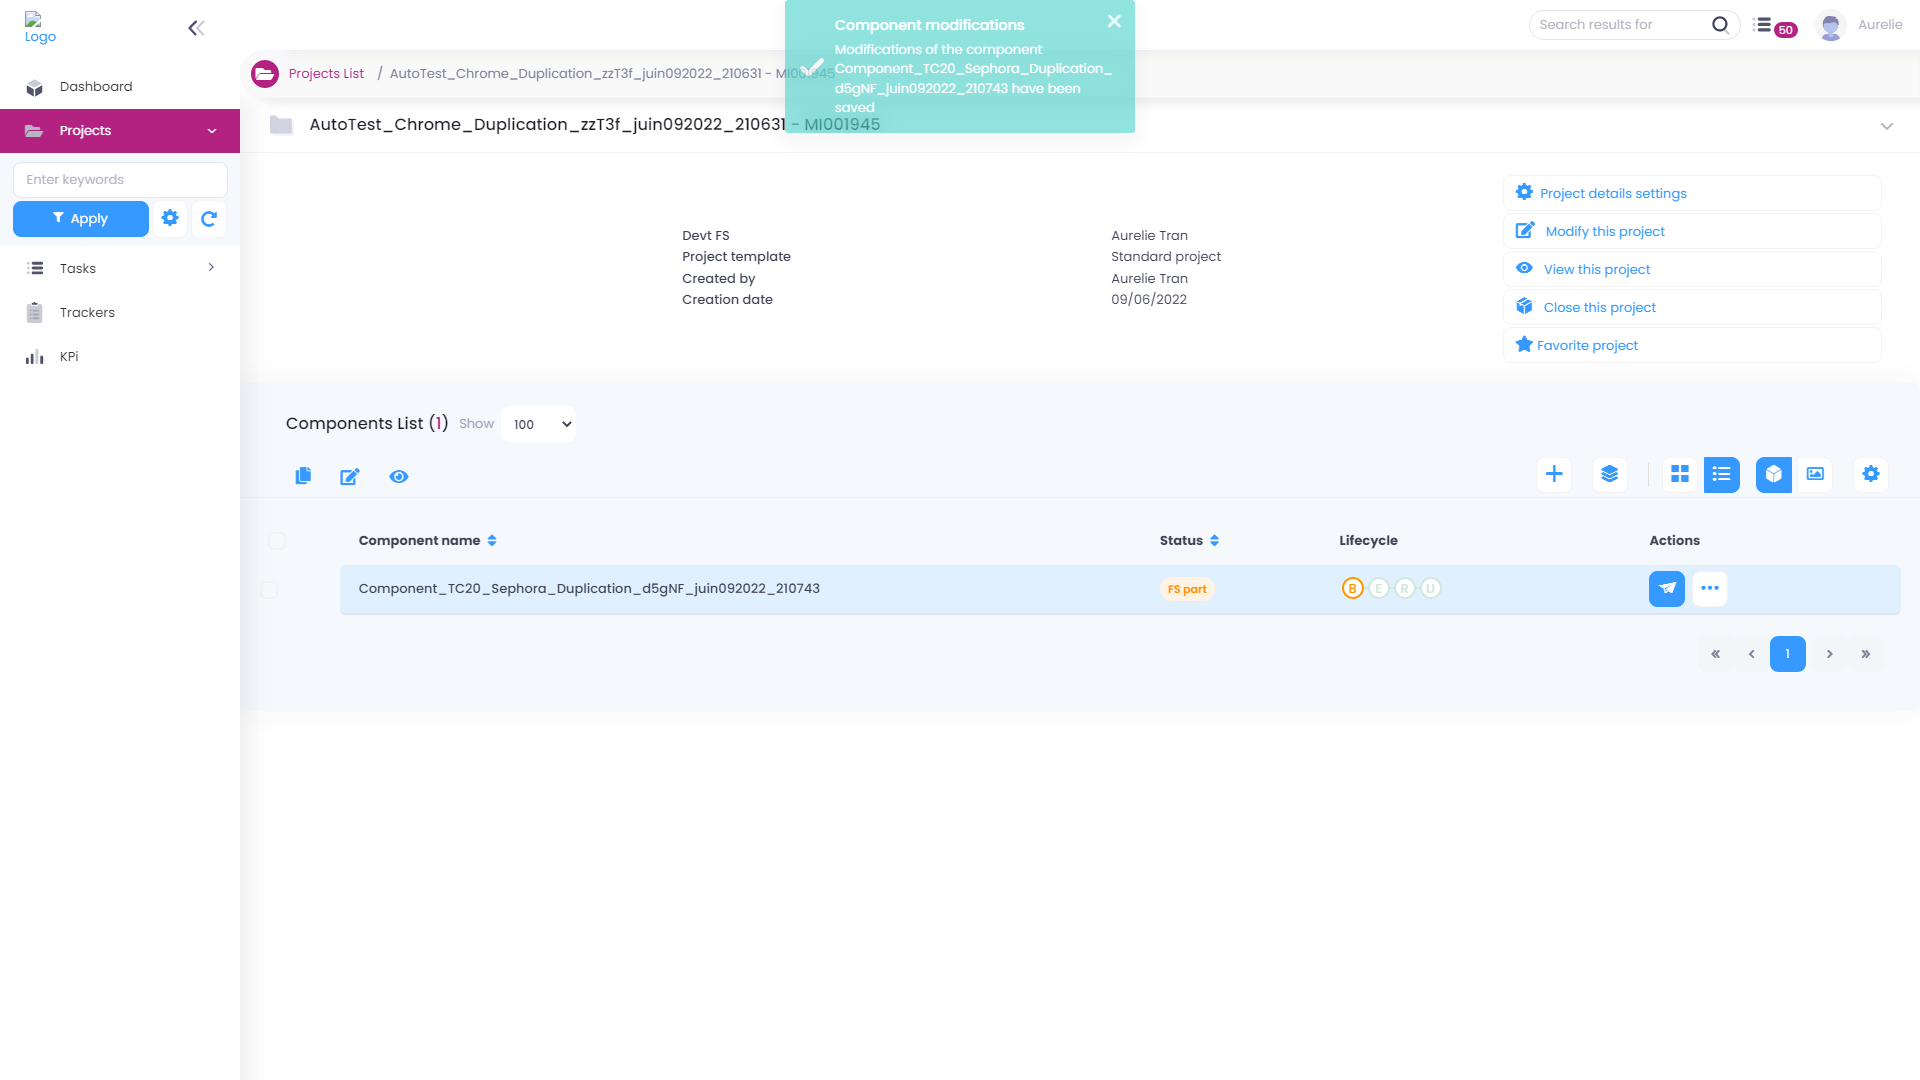 Logo
Search results for
50
Aurelie
Component modifications
Modifications of the component
Component_TC20_Sephora_Duplication_
d5gNF_juin092022_210743 have been
saved
Projects List / AutoTest_Chrome_Duplication_zzT3f_juin092022_210631 - MI001945
AutoTest_Chrome_Duplication_zzT3f_juin092022_210631 - MI001945
Dashboard
Projects
Enter keywords
Apply
Tasks
Trackers
KPi
Devt FS Aurelie Tran
Project template Standard project
Created by Aurelie Tran
Creation date 09/06/2022
Project details settings
Modify this project
View this project
Close this project
Favorite project
Components List (1) Show 100
Component name Status Lifecycle Actions
Component_TC20_Sephora_Duplication_d5gNF_juin092022_210743 FS part B E R U
« ‹ 1 › »